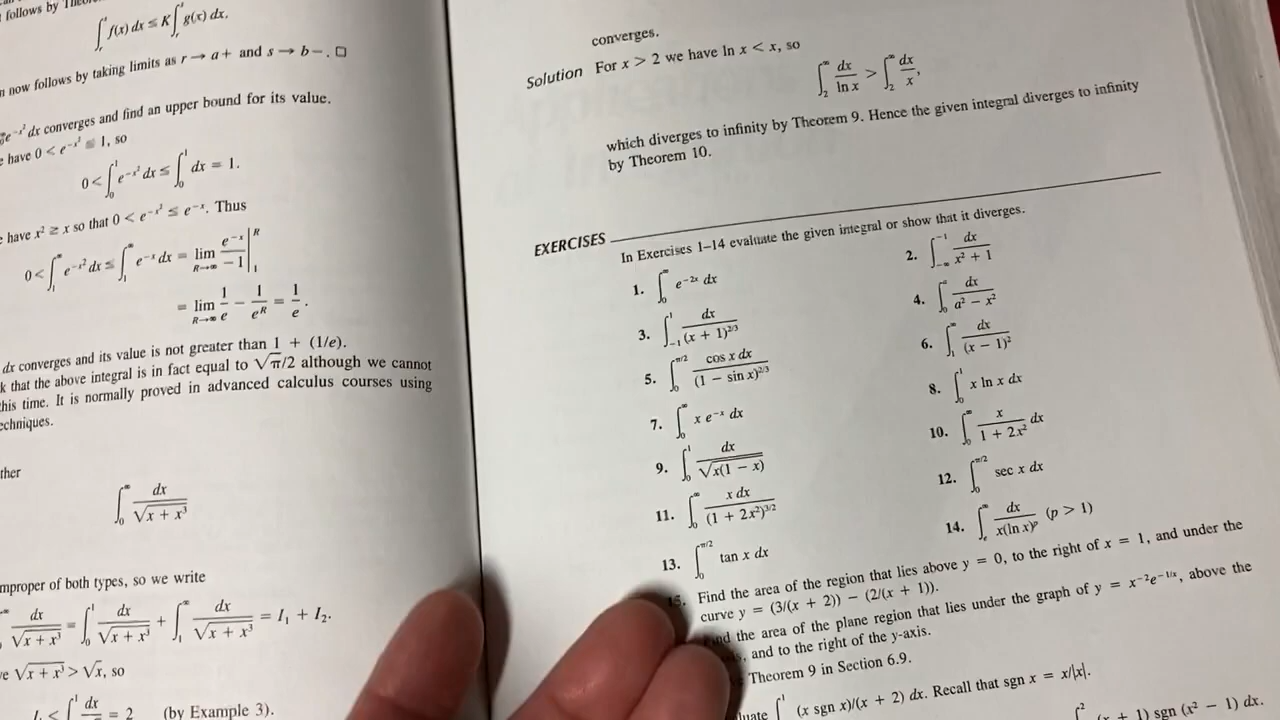 follows by
∫ f(x) dx ≤ K ∫ g(x) dx.
now follows by taking limits as r → a+ and s → b−. □
e^{-x²} dx converges and find an upper bound for its value.
have 0 < e^{-x²} ≤ 1, so
0 < ∫₀¹ e^{-x²} dx ≤ ∫₀¹ dx = 1.
have x² ≥ x so that 0 < e^{-x²} ≤ e^{-x}. Thus
0 < ∫₁^∞ e^{-x²} dx ≤ ∫₁^∞ e^{-x} dx = lim_{R→∞} e^{-x}/−1 |₁^R
= lim_{R→∞} 1/e − 1/e^R = 1/e.
dx converges and its value is not greater than 1 + (1/e).
that the above integral is in fact equal to √π/2 although we cannot
this time. It is normally proved in advanced calculus courses using
∫₀^∞ dx/√(x + x³)
improper of both types, so we write
dx/√(x + x³) = ∫₀¹ dx/√(x + x³) + ∫₁^∞ dx/√(x + x³) = I₁ + I₂.
√(x + x³) > √x, so
I₁ < ∫₀¹ dx/ = 2 (by Example 3).
converges.
Solution For x > 2 we have ln x < x, so
∫₂^∞ dx/ln x > ∫₂^∞ dx/x,
which diverges to infinity by Theorem 9. Hence the given integral diverges to infinity
by Theorem 10.
EXERCISES
In Exercises 1–14 evaluate the given integral or show that it diverges.
1. ∫₀^∞ e^{-2x} dx
2. ∫_{-∞}^{-1} dx/(x² + 1)
3. ∫_{-1}^1 dx/(x + 1)^{2/3}
4. ∫₀^a dx/(a² − x²)
5. ∫₀^{π/2} cos x dx/(1 − sin x)^{2/3}
6. ∫₁^∞ dx/(x − 1)²
7. ∫₀^∞ x e^{-x} dx
8. ∫₀¹ x ln x dx
9. ∫₀¹ dx/√(x(1 − x))
10. ∫₀^∞ x/(1 + 2x²) dx
11. ∫₀^∞ x dx/(1 + 2x²)^{3/2}
12. ∫₀^{π/2} sec x dx
13. ∫₀^{π/2} tan x dx
14. ∫_e^∞ dx/(x(ln x)^p) (p > 1)
15. Find the area of the region that lies above y = 0, to the right of x = 1, and under the
curve y = (3/(x + 2)) − (2/(x + 1)).
the area of the plane region that lies under the graph of y = x^{-2}e^{-1/x}, above the
and to the right of the y-axis.
Theorem 9 in Section 6.9.
∫ (x sgn x)/(x + 2) dx. Recall that sgn x = x/|x|.
∫² (x + 1) sgn (x² − 1) dx.